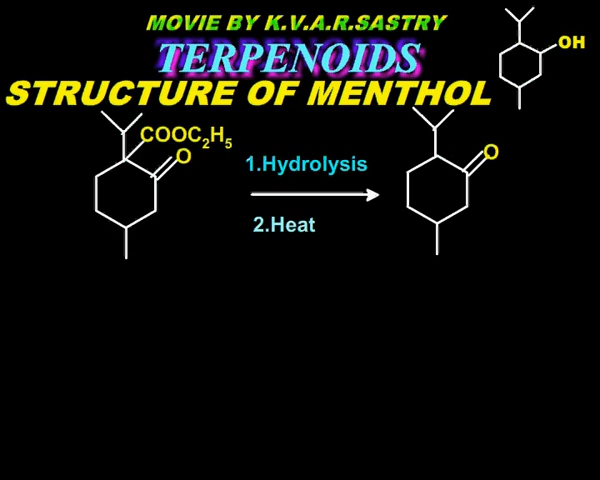 MOVIE BY K.V.A.R.SASTRY
TERPENOIDS
OH
STRUCTURE OF MENTHOL
COOC₂H₅
O
1.Hydrolysis
O
2.Heat